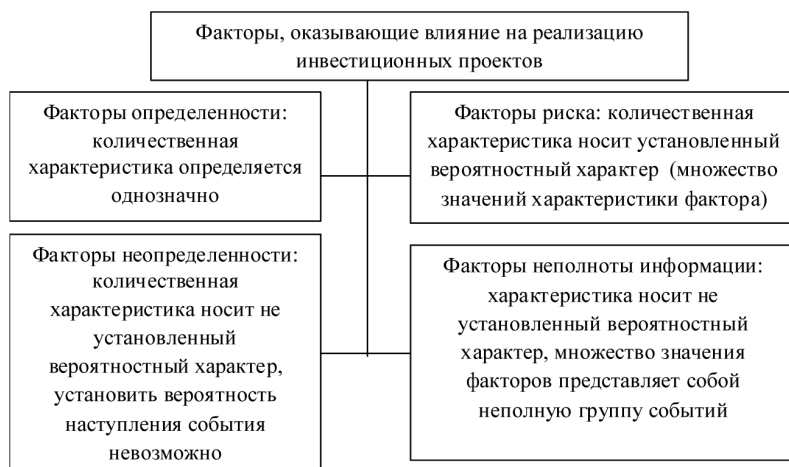 Факторы, оказывающие влияние на реализацию
инвестиционных проектов
Факторы определенности:
количественная
характеристика определяется
однозначно
Факторы риска: количественная
характеристика носит установленный
вероятностный характер (множество
значений характеристики фактора)
Факторы неопределенности:
количественная
характеристика носит не
установленный
вероятностный характер,
установить вероятность
наступления события
невозможно
Факторы неполноты информации:
характеристика носит не
установленный вероятностный
характер, множество значения
факторов представляет собой
неполную группу событий